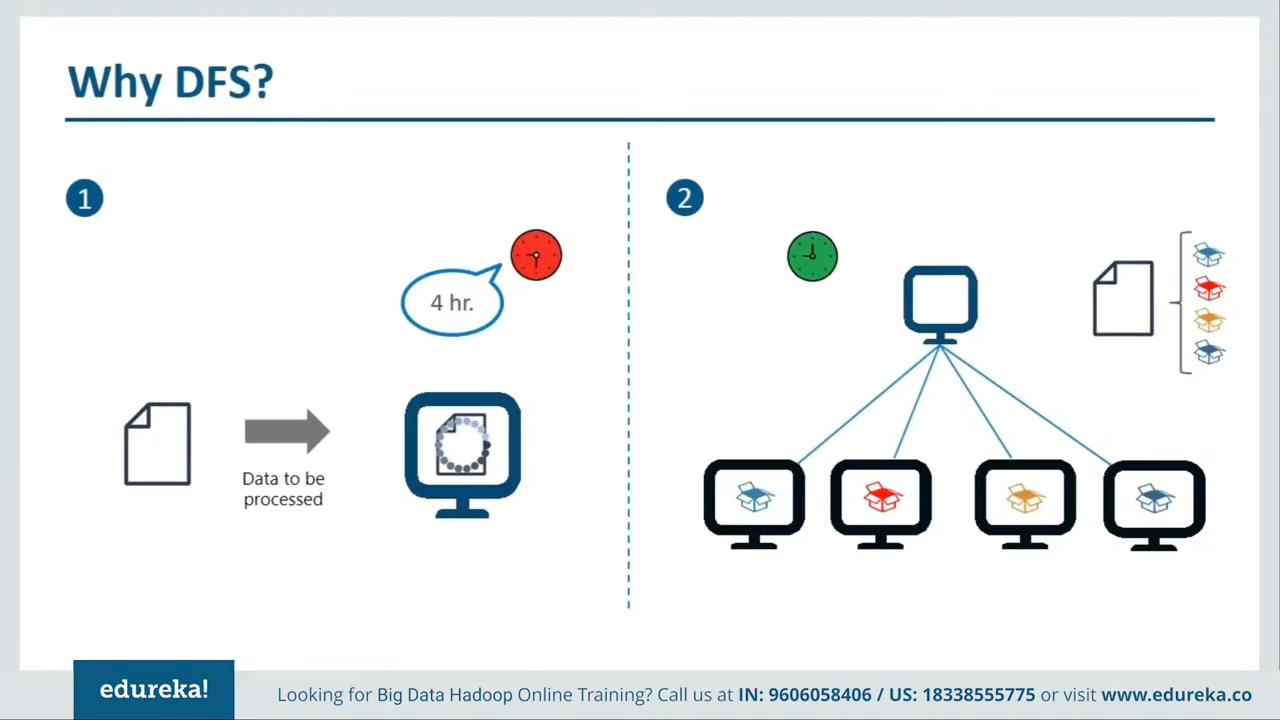 Why DFS?
1
4 hr.
Data to be
processed
2
edureka!
Looking for Big Data Hadoop Online Training? Call us at IN: 9606058406 / US: 18338555775 or visit www.edureka.co